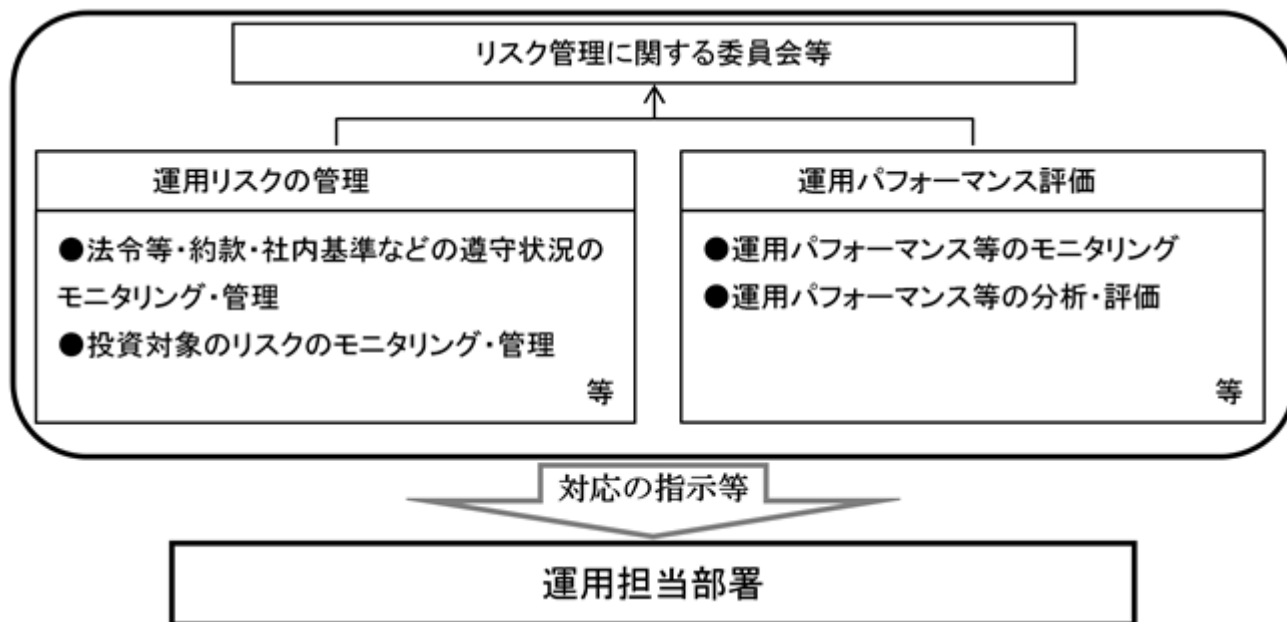 リスク管理に関する委員会等
運用リスクの管理
●法令等・約款・社内基準などの遵守状況の
モニタリング・管理
●投資対象のリスクのモニタリング・管理
等
運用パフォーマンス評価
●運用パフォーマンス等のモニタリング
●運用パフォーマンス等の分析・評価
等
対応の指示等
運用担当部署